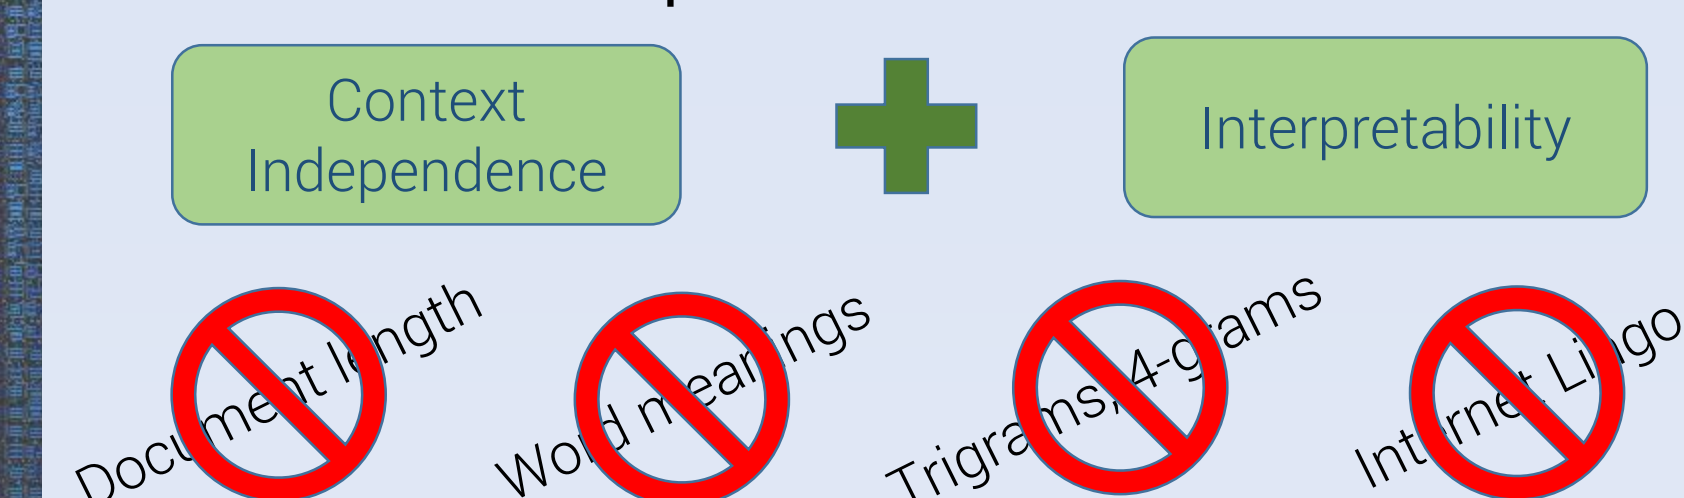 Context
Independence
Interpretability
Document length
Word meanings
Trigrams, 4-grams
Internet Lingo